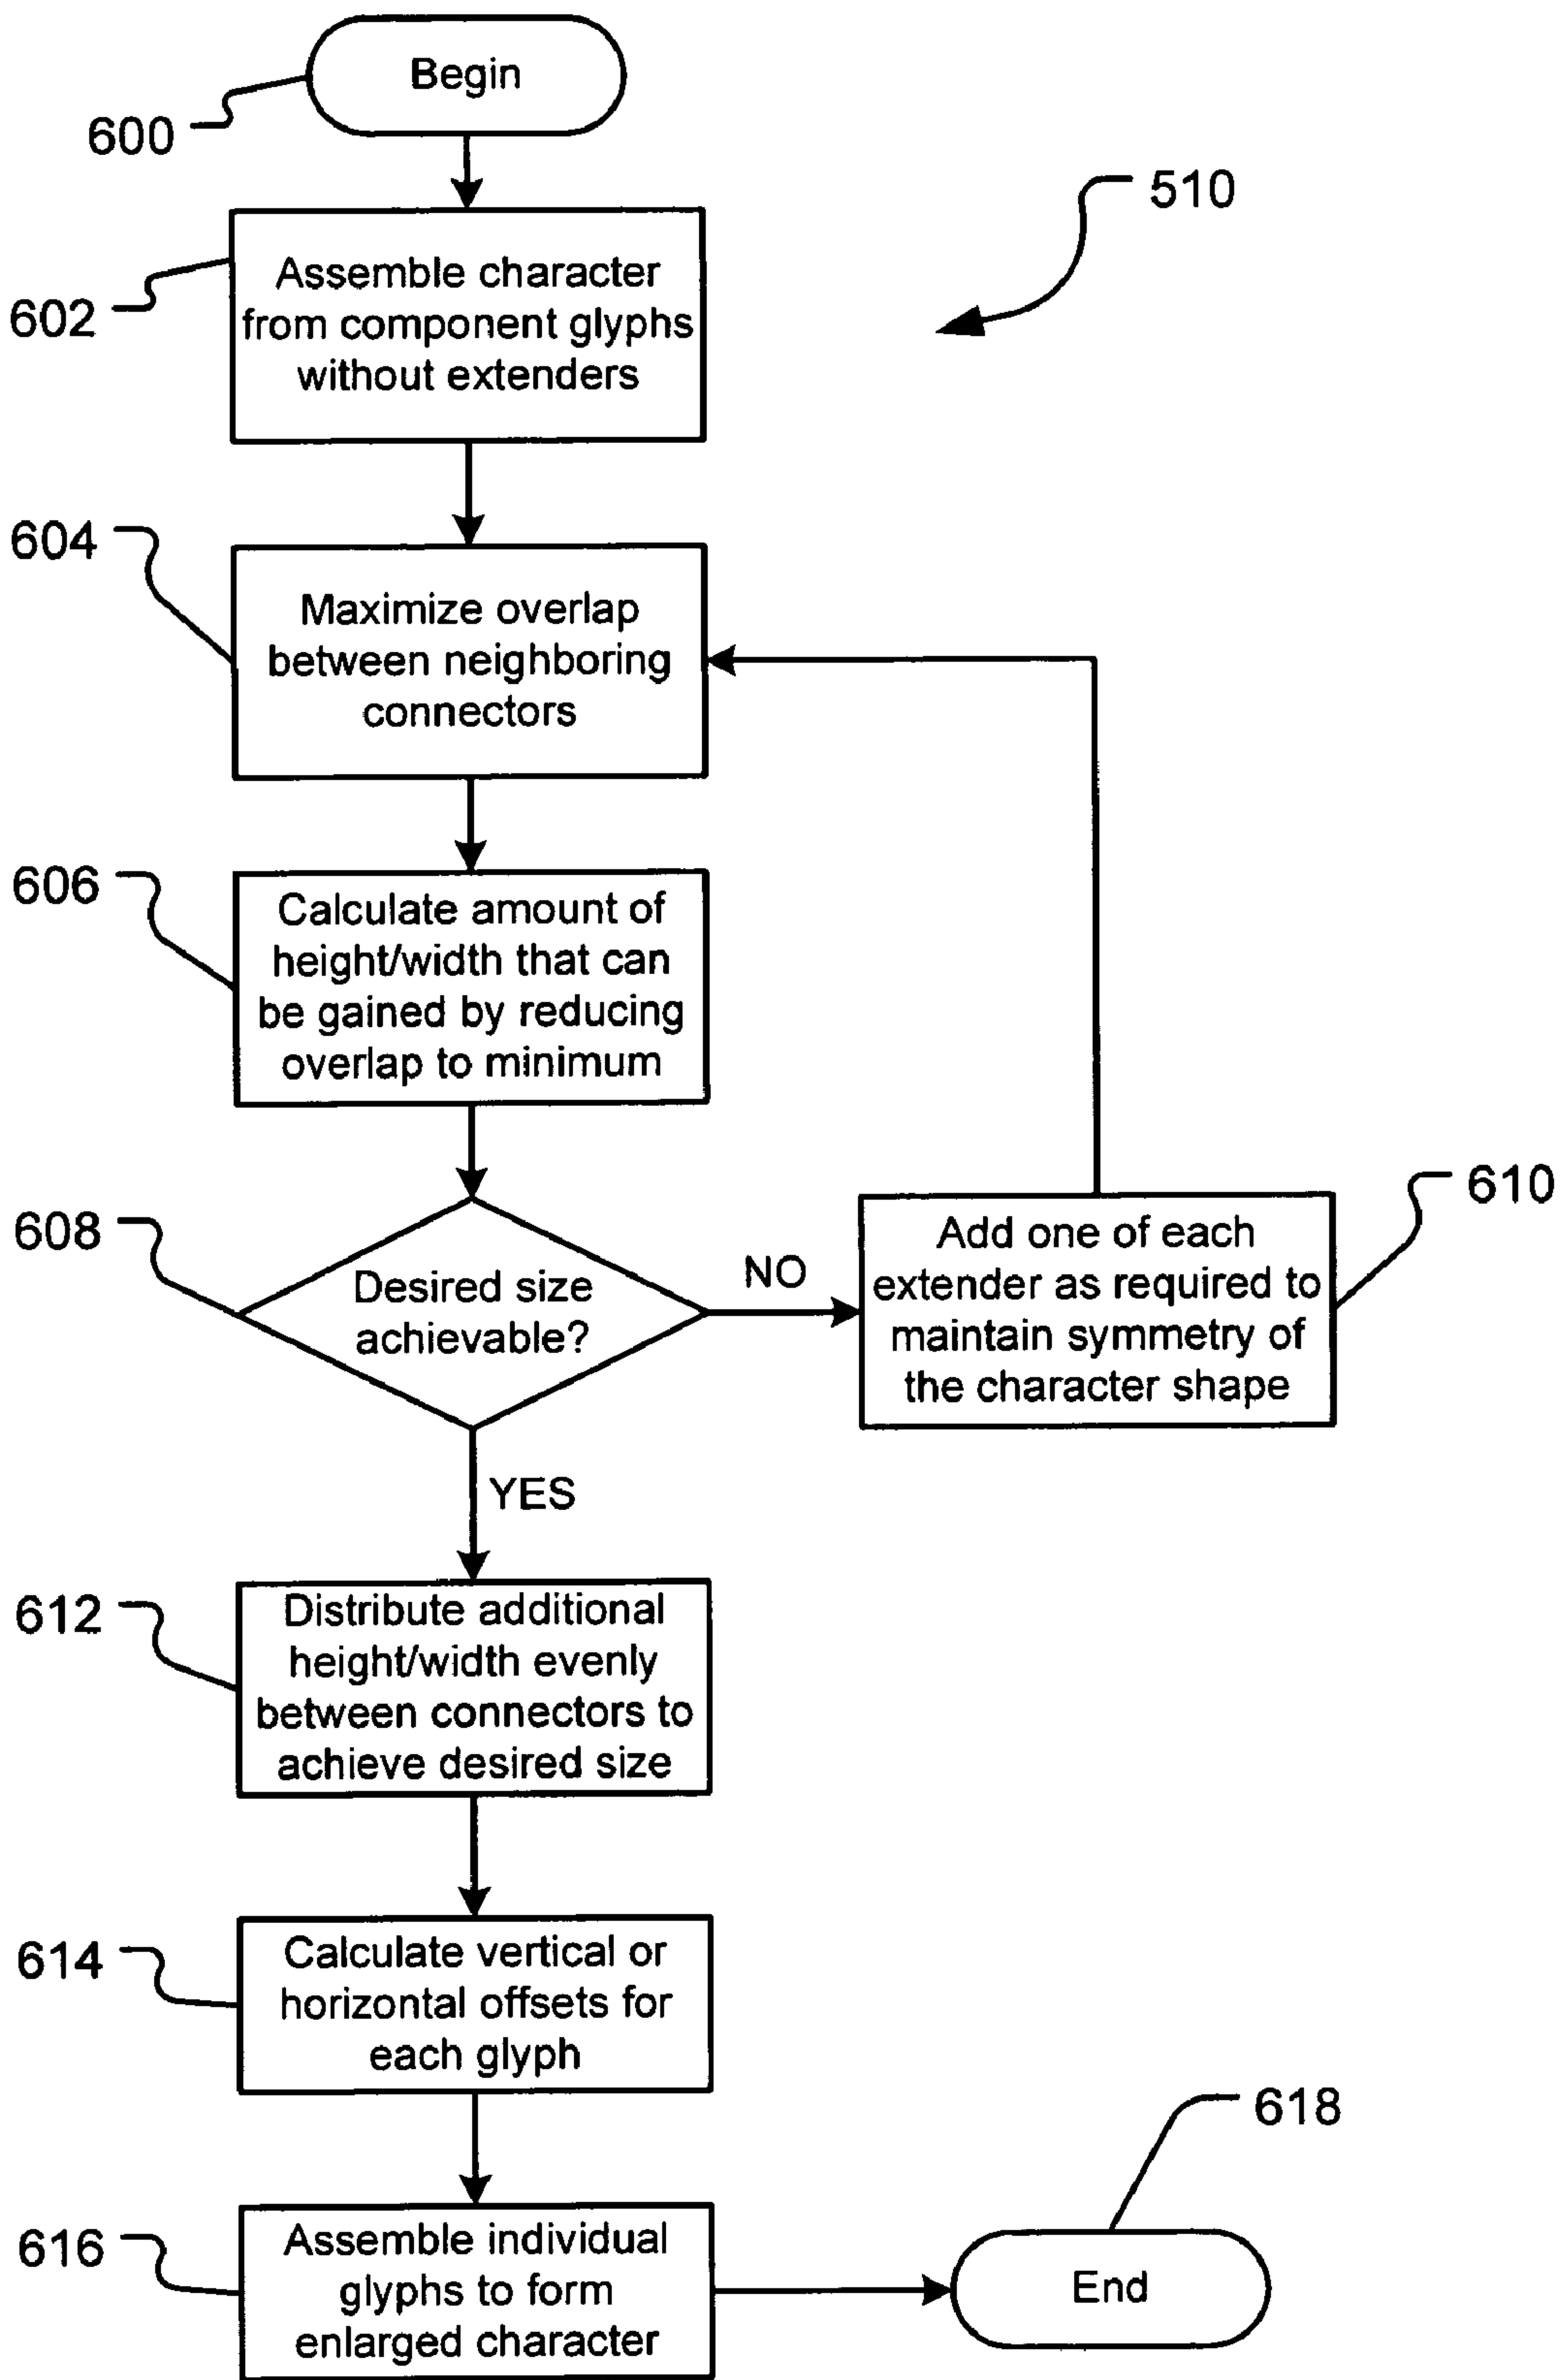 Begin
600
510
Assemble character
from component glyphs
without extenders
602
604
Maximize overlap
between neighboring
connectors
606
Calculate amount of
height/width that can
be gained by reducing
overlap to minimum
608
Desired size
achievable?
NO
610
Add one of each
extender as required to
maintain symmetry of
the character shape
YES
612
Distribute additional
height/width evenly
between connectors to
achieve desired size
614
Calculate vertical or
horizontal offsets for
each glyph
618
616
Assemble individual
glyphs to form
enlarged character
End